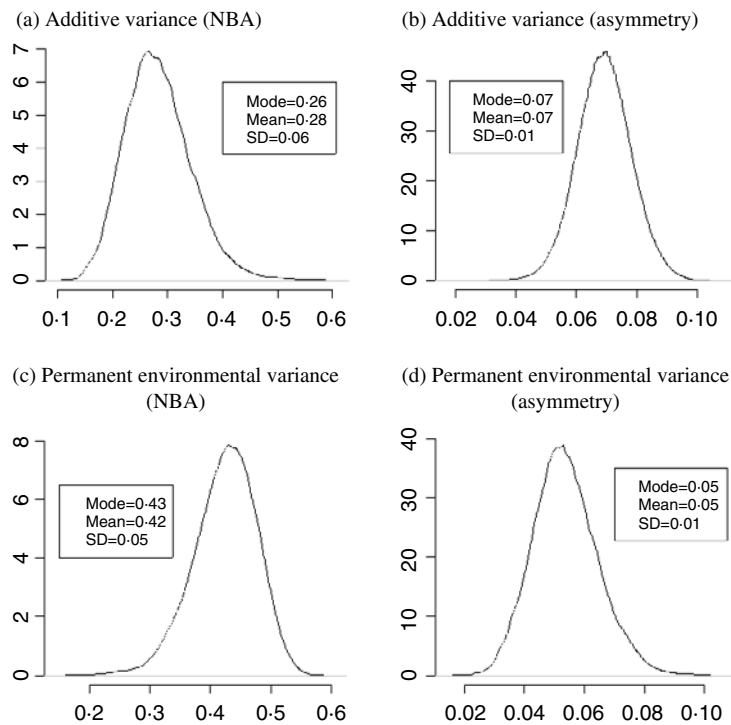 (a) Additive variance (NBA)
7
6
5
4
3
2
1
0
Mode=0·26
Mean=0·28
SD=0·06
0·1 0·2 0·3 0·4 0·5 0·6
(b) Additive variance (asymmetry)
40
30
20
10
0
Mode=0·07
Mean=0·07
SD=0·01
0·02 0·04 0·06 0·08 0·10
(c) Permanent environmental variance
(NBA)
8
6
4
2
0
Mode=0·43
Mean=0·42
SD=0·05
0·2 0·3 0·4 0·5 0·6
(d) Permanent environmental variance
(asymmetry)
40
30
20
10
0
Mode=0·05
Mean=0·05
SD=0·01
0·02 0·04 0·06 0·08 0·10